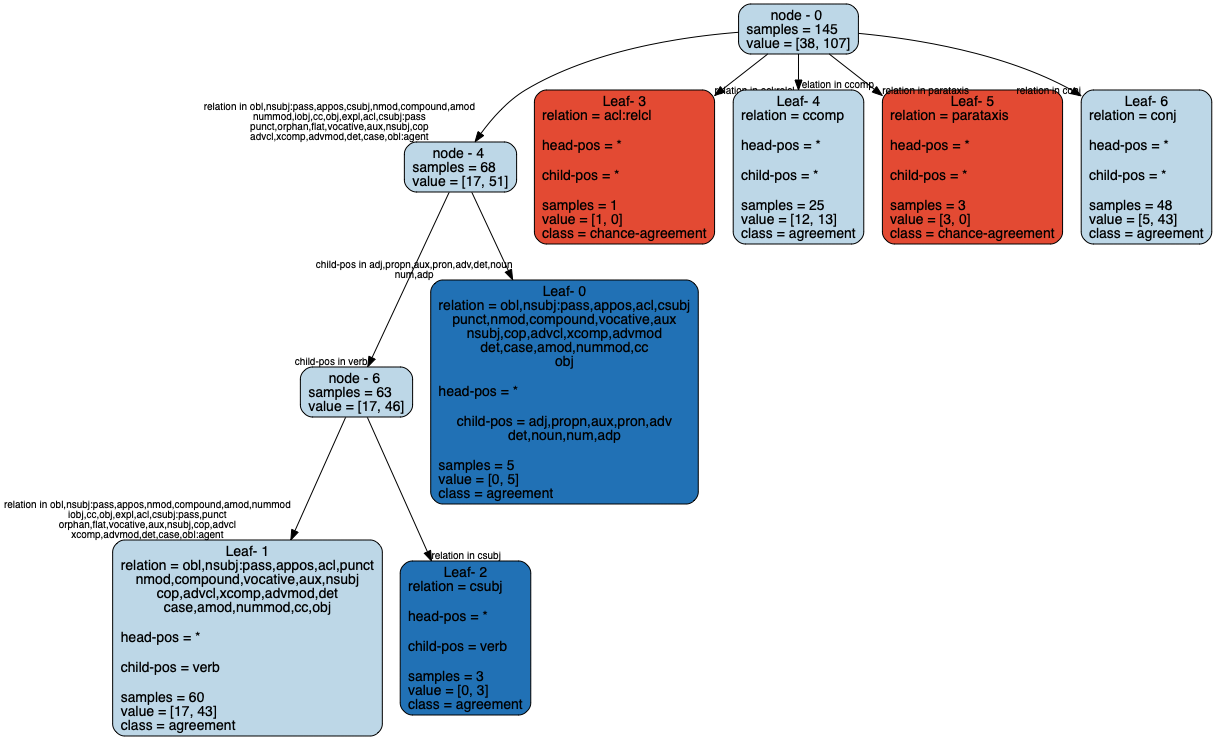 node - 0
samples = 145
value = [38, 107]
relation in obl,nsubj:pass,appos,csubj,nmod,compound,amod
nummod,iobj,cc,obj,expl,acl,csubj:pass
punct,orphan,flat,vocative,aux,nsubj,cop
advcl,xcomp,advmod,det,case,obl:agent
relation in acl:relcl
relation in ccomp
relation in parataxis
relation in conj
node - 4
samples = 68
value = [17, 51]
Leaf- 3
relation = acl:relcl
head-pos = *
child-pos = *
samples = 1
value = [1, 0]
class = chance-agreement
Leaf- 4
relation = ccomp
head-pos = *
child-pos = *
samples = 25
value = [12, 13]
class = agreement
Leaf- 5
relation = parataxis
head-pos = *
child-pos = *
samples = 3
value = [3, 0]
class = chance-agreement
Leaf- 6
relation = conj
head-pos = *
child-pos = *
samples = 48
value = [5, 43]
class = agreement
child-pos in adj,propn,aux,pron,adv,det,noun
num,adp
Leaf- 0
relation = obl,nsubj:pass,appos,acl,csubj
punct,nmod,compound,vocative,aux
nsubj,cop,advcl,xcomp,advmod
det,case,amod,nummod,cc
obj
head-pos = *
child-pos = adj,propn,aux,pron,adv
det,noun,num,adp
samples = 5
value = [0, 5]
class = agreement
child-pos in verb
node - 6
samples = 63
value = [17, 46]
relation in obl,nsubj:pass,appos,nmod,compound,amod,nummod
iobj,cc,obj,expl,acl,csubj:pass,punct
orphan,flat,vocative,aux,nsubj,cop,advcl
xcomp,advmod,det,case,obl:agent
Leaf- 1
relation = obl,nsubj:pass,appos,acl,punct
nmod,compound,vocative,aux,nsubj
cop,advcl,xcomp,advmod,det
case,amod,nummod,cc,obj
head-pos = *
child-pos = verb
samples = 60
value = [17, 43]
class = agreement
relation in csubj
Leaf- 2
relation = csubj
head-pos = *
child-pos = verb
samples = 3
value = [0, 3]
class = agreement